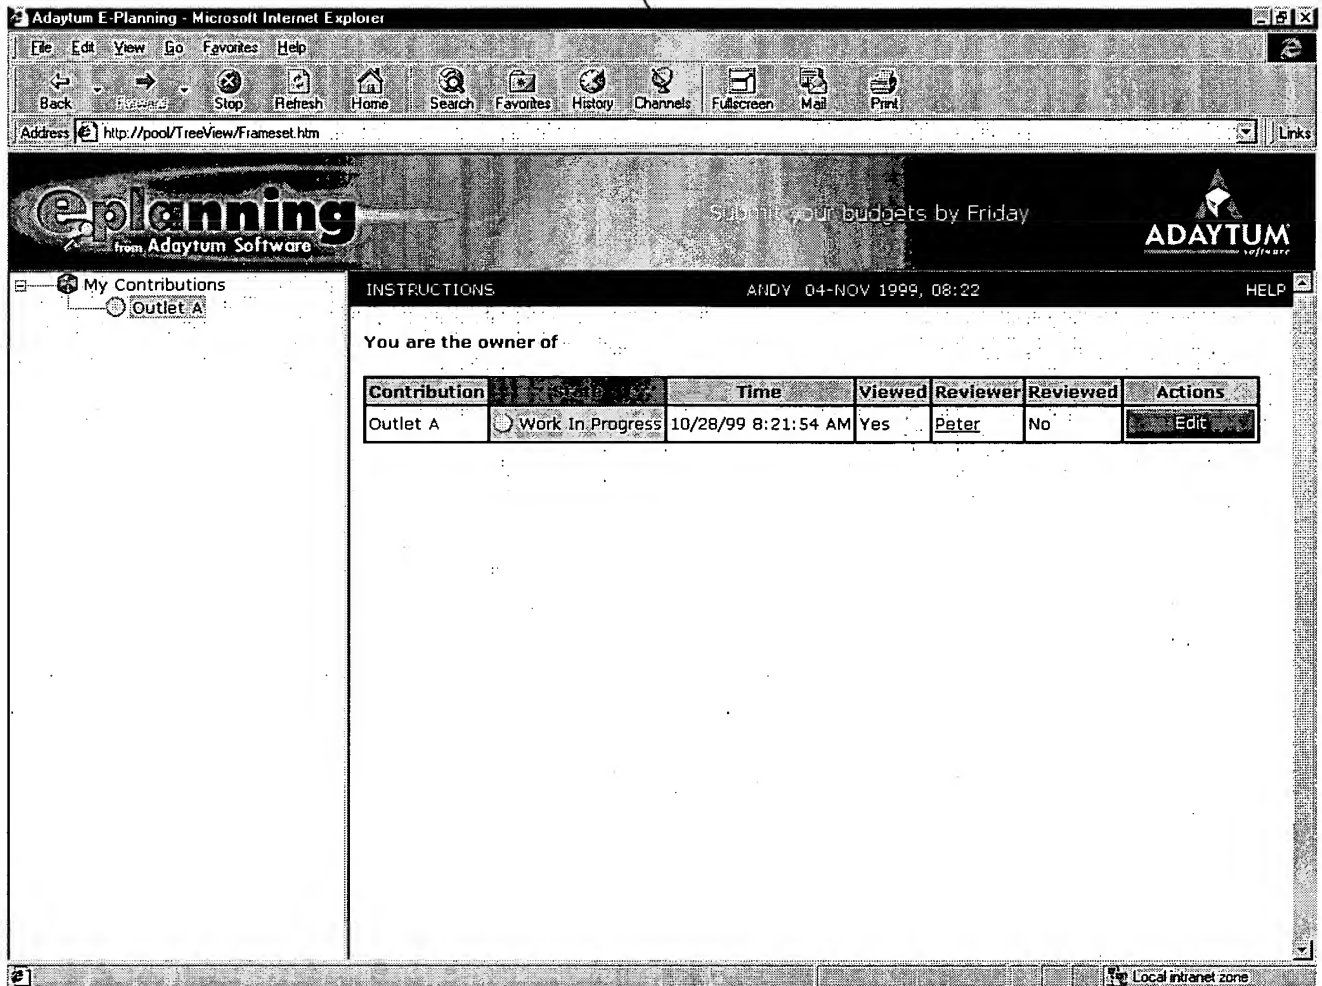 Adaytum E-Planning - Microsoft Internet Explorer
File Edit View Go Favorites Help
Back Forward Stop Refresh Home Search Favorites History Channels Fullscreen Mail Print
Address http://pool/TreeView/Frameset.htm Links
e.planning
from Adaytum Software
Submit your budgets by Friday
ADAYTUM
software
My Contributions
Outlet A
INSTRUCTIONS ANDY 04-NOV 1999, 08:22 HELP
You are the owner of
Contribution State Time Viewed Reviewer Reviewed Actions
Outlet A Work In Progress 10/28/99 8:21:54 AM Yes Peter No Edit
Local intranet zone